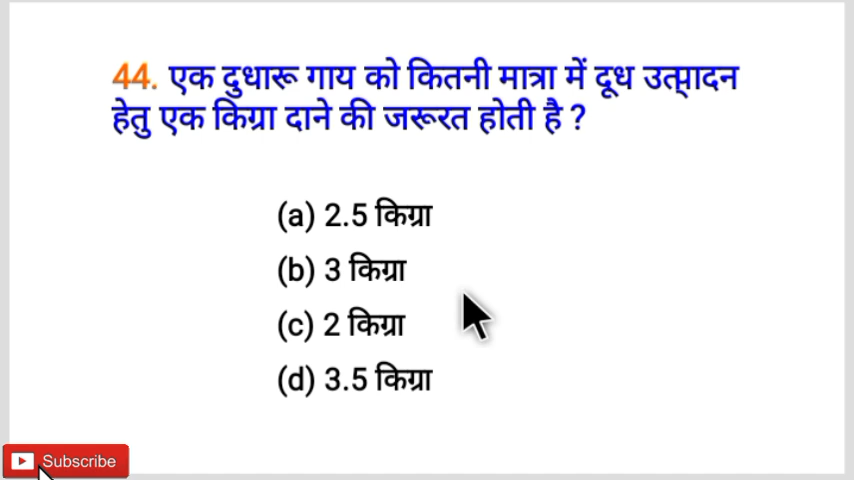 44. एक दुधारू गाय को कितनी मात्रा में दूध उत्पादन
हेतु एक किग्रा दाने की जरूरत होती है ?
(a) 2.5 किग्रा
(b) 3 किग्रा
(c) 2 किग्रा
(d) 3.5 किग्रा
Subscribe